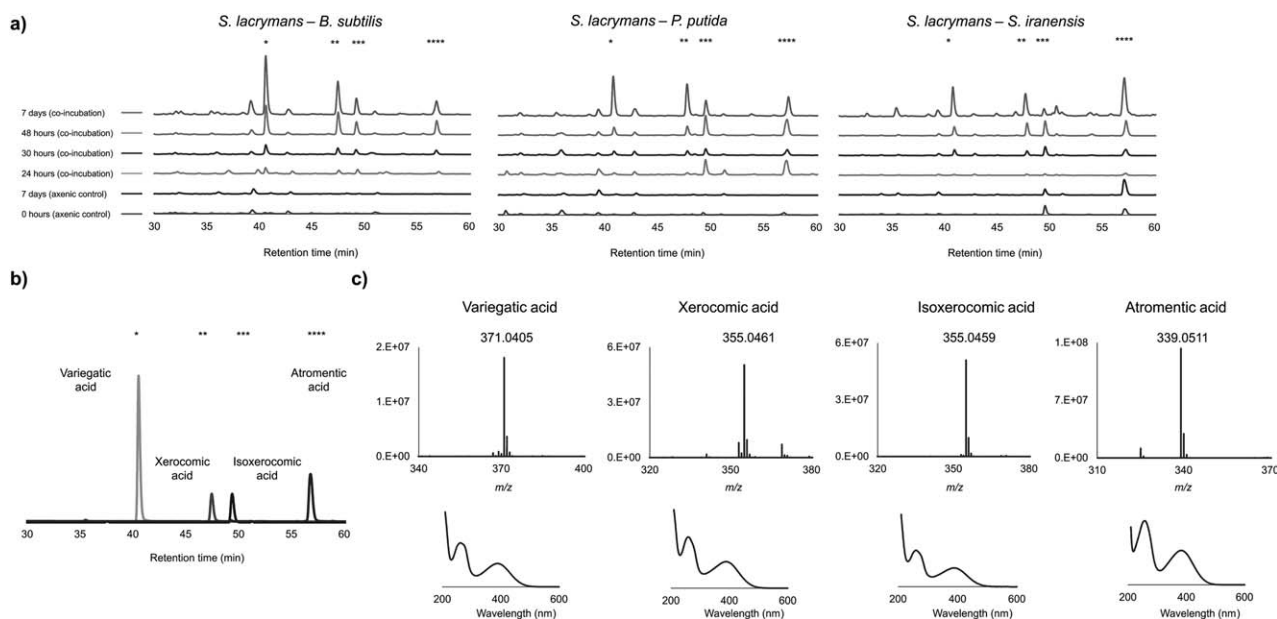 a)
S. lacrymans – B. subtilis
S. lacrymans – P. putida
S. lacrymans – S. iranensis
* ** *** ****
* ** *** ****
* ** *** ****
7 days (co-incubation)
48 hours (co-incubation)
30 hours (co-incubation)
24 hours (co-incubation)
7 days (axenic control)
0 hours (axenic control)
30 35 40 45 50 55 60
30 35 40 45 50 55 60
30 35 40 45 50 55 60
Retention time (min)
Retention time (min)
Retention time (min)
b)
* ** *** ****
Variegatic
acid
Atromentic
acid
Xerocomic
acid
Isoxerocomic
acid
30 35 40 45 50 55 60
Retention time (min)
c)
Variegatic acid
371.0405
2.E+07
1.E+07
0.E+00
340 370 400
m/z
200 400 600
Wavelength (nm)
Xerocomic acid
355.0461
6.E+07
3.E+07
0.E+00
320 350 380
m/z
200 400 600
Wavelength (nm)
Isoxerocomic acid
355.0459
6.E+07
3.E+07
0.E+00
320 350 380
m/z
200 400 600
Wavelength (nm)
Atromentic acid
339.0511
1.E+08
7.E+07
3.E+07
0.E+00
310 340 370
m/z
200 400 600
Wavelength (nm)